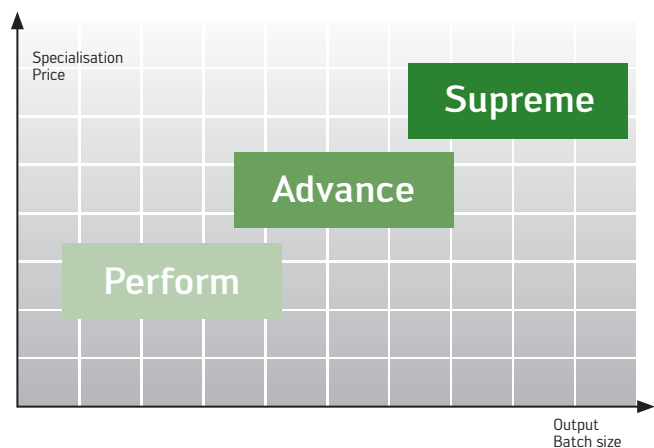 Specialisation
Price
Supreme
Advance
Perform
Output
Batch size